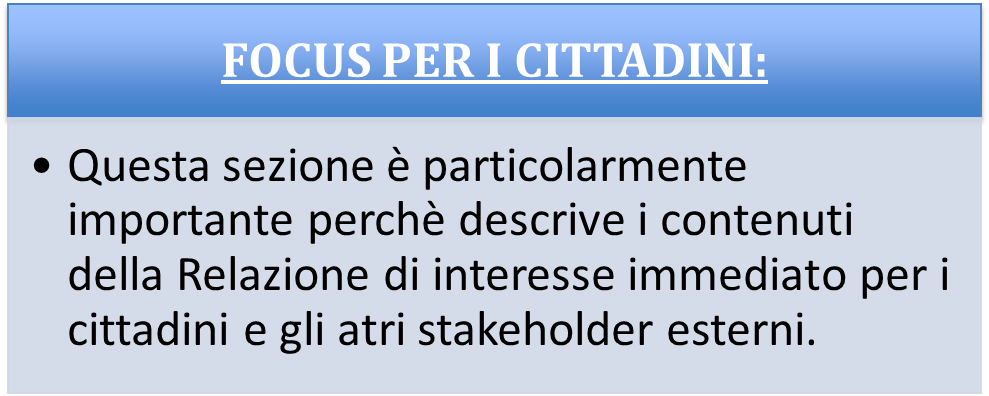 FOCUS PER I CITTADINI:
• Questa sezione è particolarmente
importante perchè descrive i contenuti
della Relazione di interesse immediato per i
cittadini e gli atri stakeholder esterni.